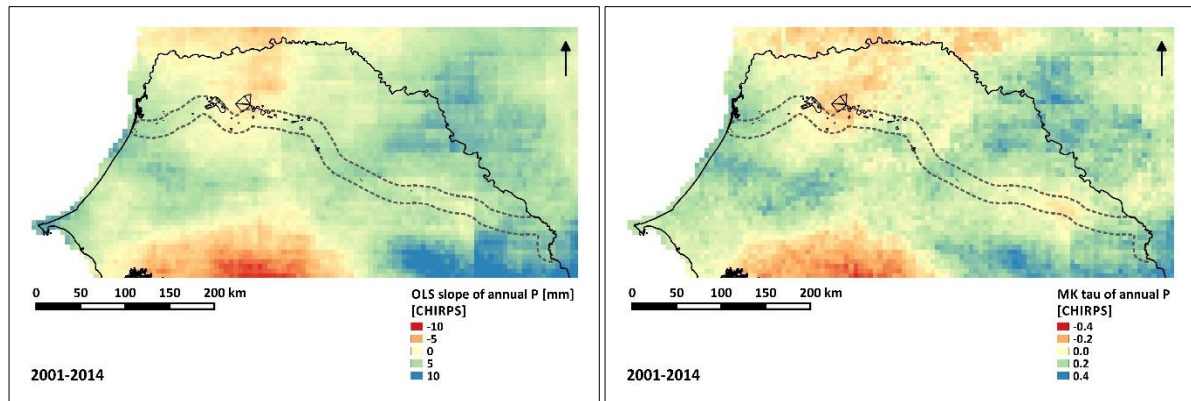 0 50 100 150 200 km
OLS slope of annual P [mm]
[CHIRPS]
-10
-5
0
5
10
2001-2014
0 50 100 150 200 km
MK tau of annual P
[CHIRPS]
-0.4
-0.2
0.0
0.2
0.4
2001-2014